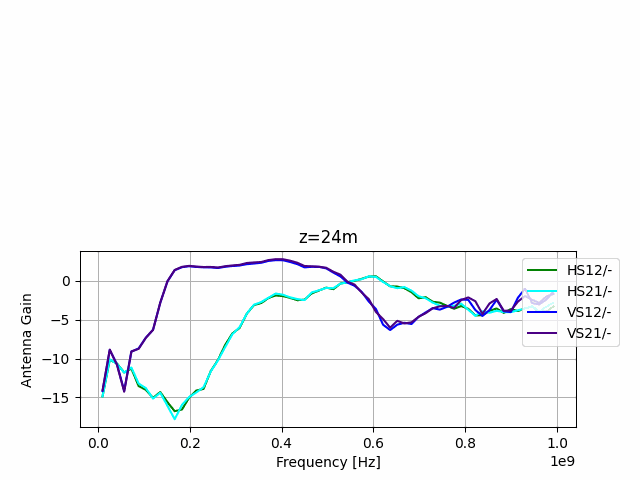 z=24m
Antenna Gain
0
−5
−10
−15
HS12/-
HS21/-
VS12/-
VS21/-
0.0 0.2 0.4 0.6 0.8 1.0
1e9
Frequency [Hz]